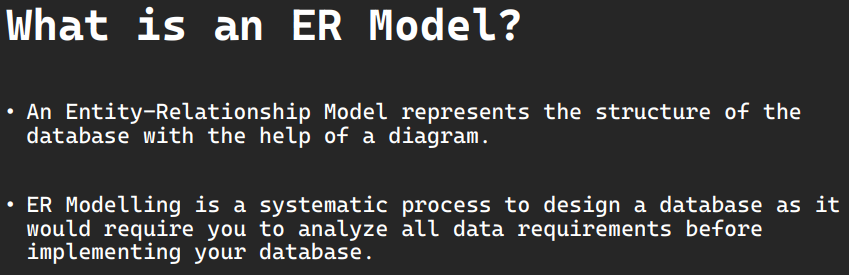 What is an ER Model?
• An Entity-Relationship Model represents the structure of the
database with the help of a diagram.
• ER Modelling is a systematic process to design a database as it
would require you to analyze all data requirements before
implementing your database.